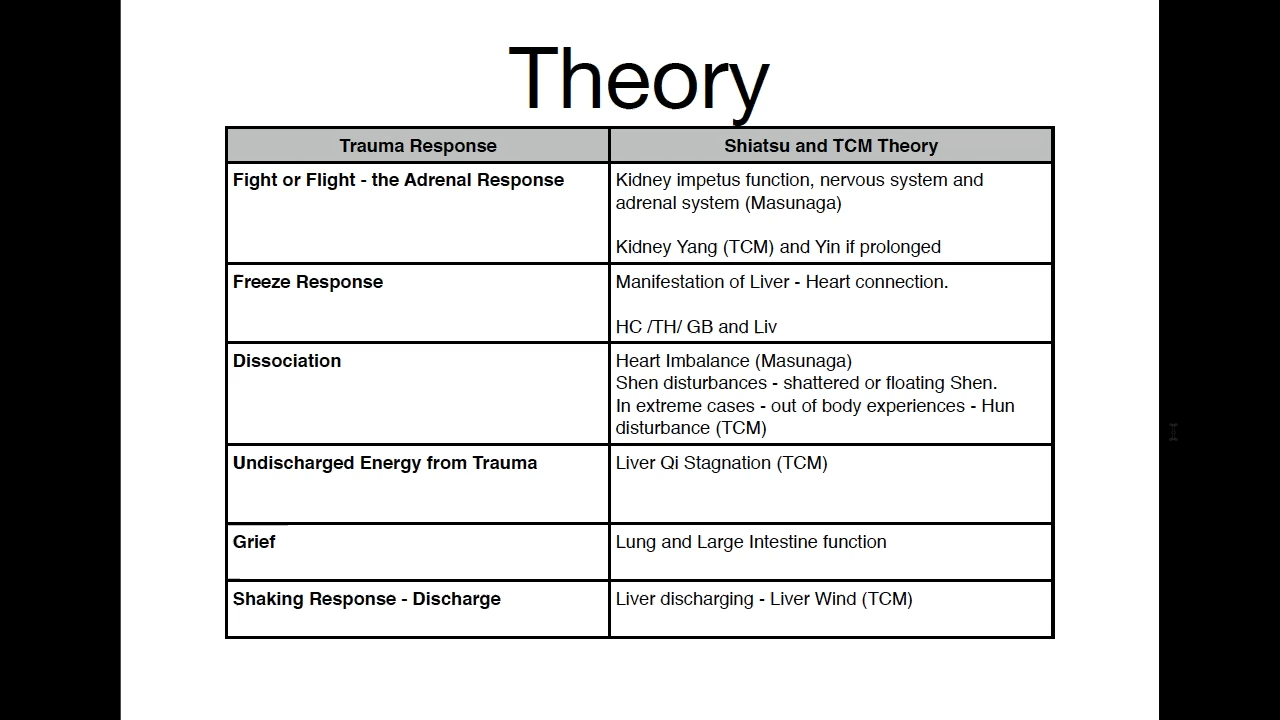 Theory
Trauma Response
Shiatsu and TCM Theory
Fight or Flight - the Adrenal Response
Kidney impetus function, nervous system and
adrenal system (Masunaga)
Kidney Yang (TCM) and Yin if prolonged
Freeze Response
Manifestation of Liver - Heart connection.
HC /TH/ GB and Liv
Dissociation
Heart Imbalance (Masunaga)
Shen disturbances - shattered or floating Shen.
In extreme cases - out of body experiences - Hun
disturbance (TCM)
Undischarged Energy from Trauma
Liver Qi Stagnation (TCM)
Grief
Lung and Large Intestine function
Shaking Response - Discharge
Liver discharging - Liver Wind (TCM)